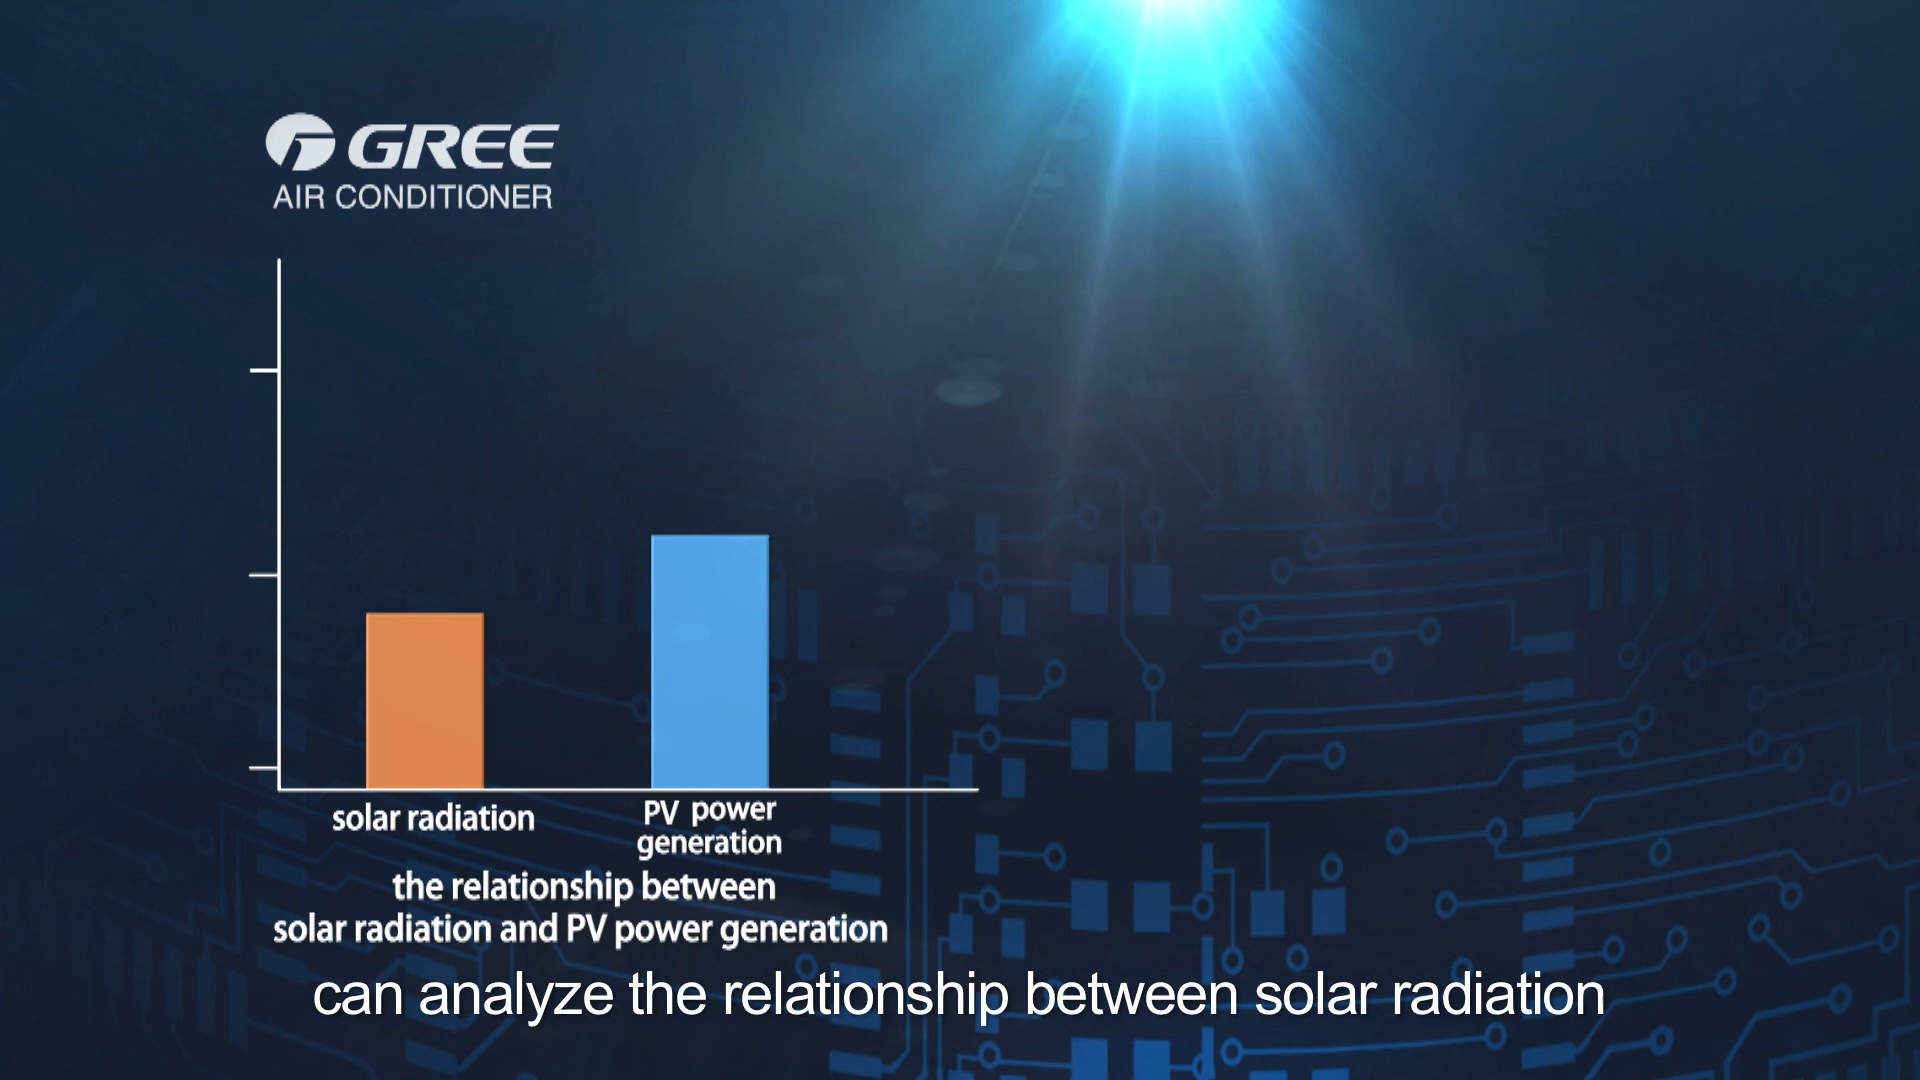 GREE
AIR CONDITIONER
solar radiation
PV power
generation
the relationship between
solar radiation and PV power generation
can analyze the relationship between solar radiation